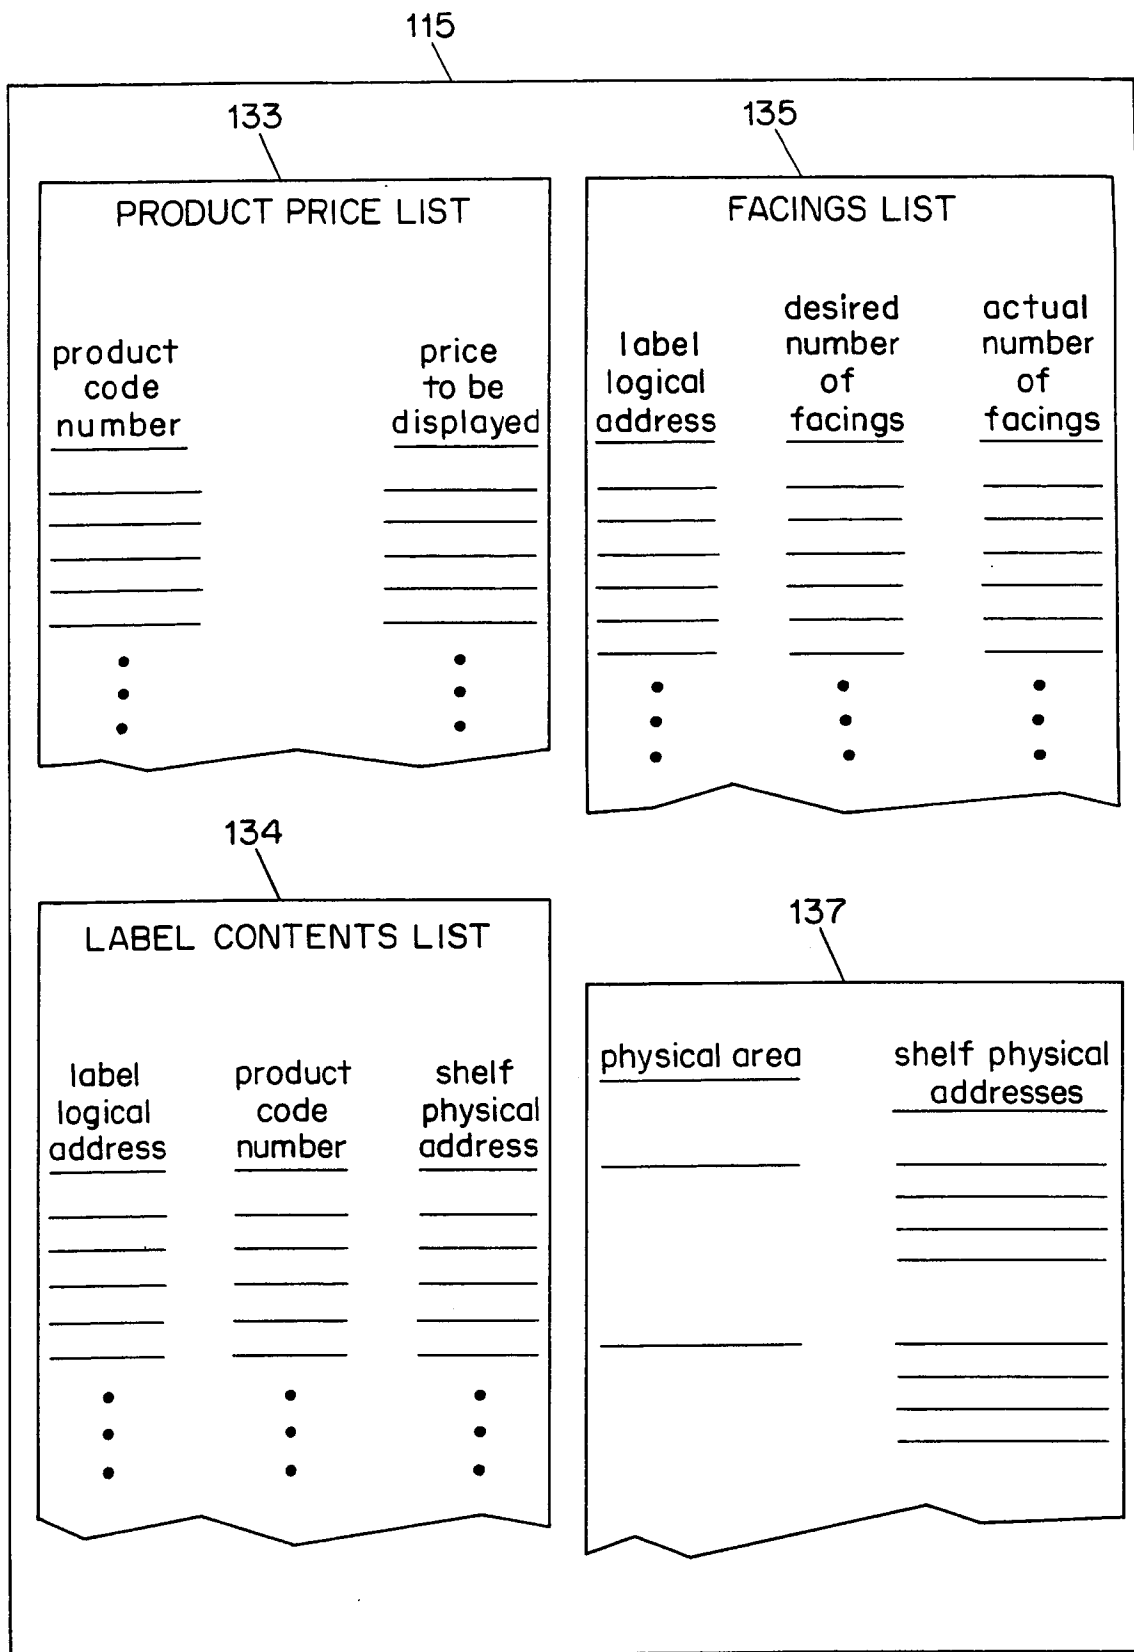 115
133
PRODUCT PRICE LIST
product
code
number
price
to be
displayed
135
FACINGS LIST
label
logical
address
desired
number
of
facings
actual
number
of
facings
134
LABEL CONTENTS LIST
label
logical
address
product
code
number
shelf
physical
address
137
physical area
shelf physical
addresses